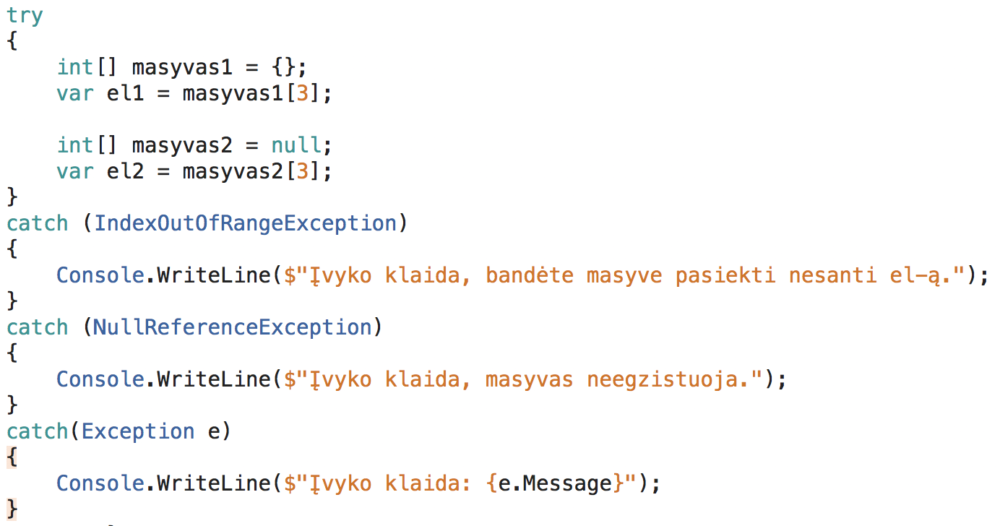 try
{
    int[] masyvas1 = {};
    var el1 = masyvas1[3];

    int[] masyvas2 = null;
    var el2 = masyvas2[3];
}
catch (IndexOutOfRangeException)
{
    Console.WriteLine($"Įvyko klaida, bandėte masyve pasiekti nesanti el-ą.");
}
catch (NullReferenceException)
{
    Console.WriteLine($"Įvyko klaida, masyvas neegzistuoja.");
}
catch(Exception e)
{
    Console.WriteLine($"Įvyko klaida: {e.Message}");
}